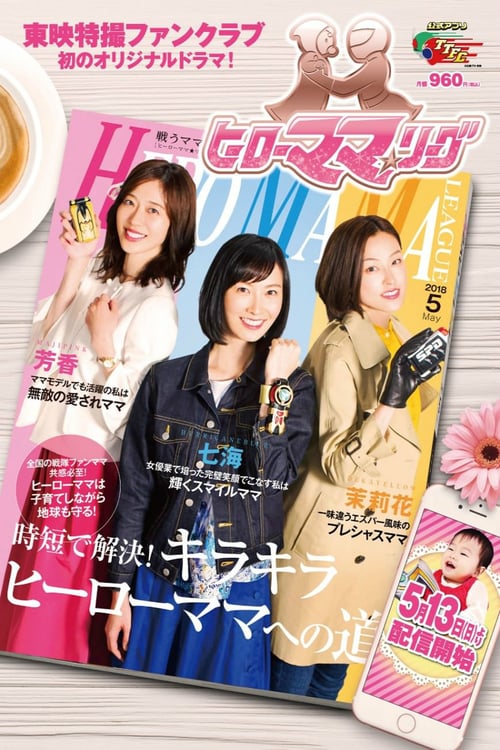 東映特撮ファンクラブ
初のオリジナルドラマ！
公式アプリ
TTFC
月額960円(税込)
ヒーローママ★リーグ
戦うママ
HERO MAMA
LEAGUE
2018
5
May
MAJIPINK
芳香
ママモデルでも活躍の私は
無敵の愛されママ
HURRICANEBLUE
七海
女優業で培った完璧笑顔でこなす私は
輝くスマイルママ
DEKAYELLOW
茉莉花
一味違うエスパー風味の
プレシャスママ
SPD
全国の戦隊ファンママ
共感必至！
ヒーローママは
子育てしながら
地球も守る！
時短で解決！キラキラ
ヒーローママへの道
5月13日(日)より
配信開始